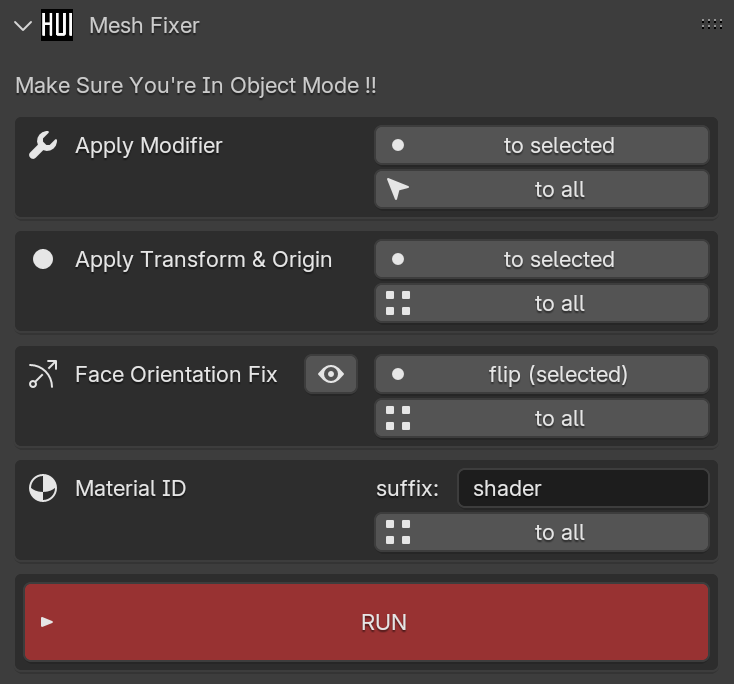 HUI Mesh Fixer
Make Sure You're In Object Mode !!
Apply Modifier to selected
to all
Apply Transform & Origin to selected
to all
Face Orientation Fix flip (selected)
to all
Material ID suffix: shader
to all
RUN